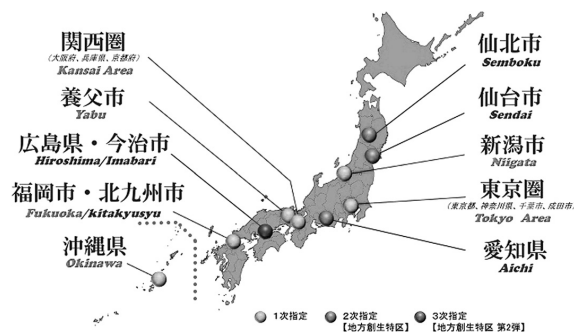 関西圏
(大阪府、兵庫県、京都府)
Kansai Area
養父市
Yabu
広島県・今治市
Hiroshima/Imabari
福岡市・北九州市
Fukuoka/kitakyusyu
沖縄県
Okinawa
仙北市
Semboku
仙台市
Sendai
新潟市
Niigata
東京圏
(東京都、神奈川県、千葉市、成田市)
Tokyo Area
愛知県
Aichi
1次指定
2次指定
【地方創生特区】
3次指定
【地方創生特区 第2弾】